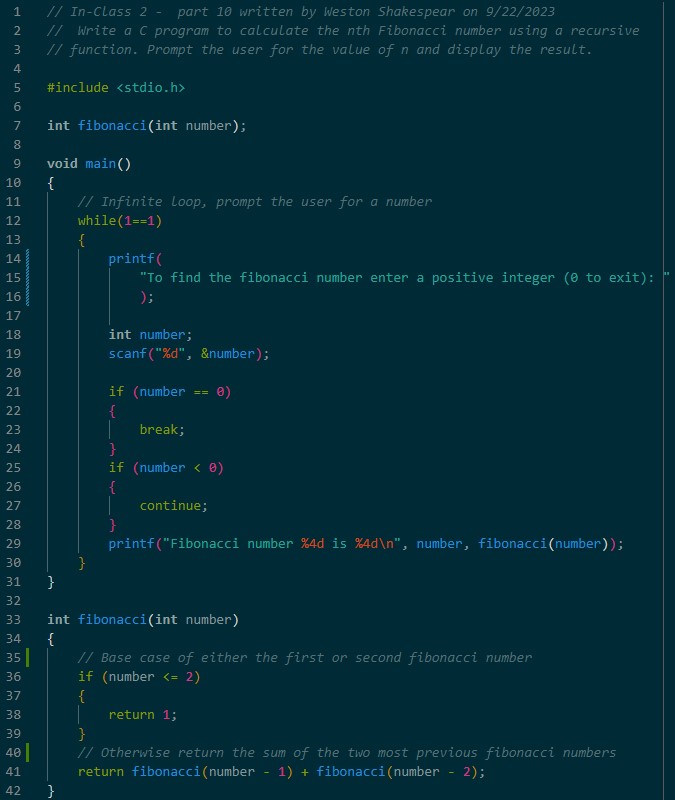 1 // In-Class 2 -  part 10 written by Weston Shakespear on 9/22/2023
2 //  Write a C program to calculate the nth Fibonacci number using a recursive
3 // function. Prompt the user for the value of n and display the result.
4
5 #include <stdio.h>
6
7 int fibonacci(int number);
8
9 void main()
10 {
11     // Infinite loop, prompt the user for a number
12     while(1==1)
13     {
14         printf(
15             "To find the fibonacci number enter a positive integer (0 to exit): "
16             );
17
18         int number;
19         scanf("%d", &number);
20
21         if (number == 0)
22         {
23             break;
24         }
25         if (number < 0)
26         {
27             continue;
28         }
29         printf("Fibonacci number %4d is %4d\n", number, fibonacci(number));
30     }
31 }
32
33 int fibonacci(int number)
34 {
35     // Base case of either the first or second fibonacci number
36     if (number <= 2)
37     {
38         return 1;
39     }
40     // Otherwise return the sum of the two most previous fibonacci numbers
41     return fibonacci(number - 1) + fibonacci(number - 2);
42 }